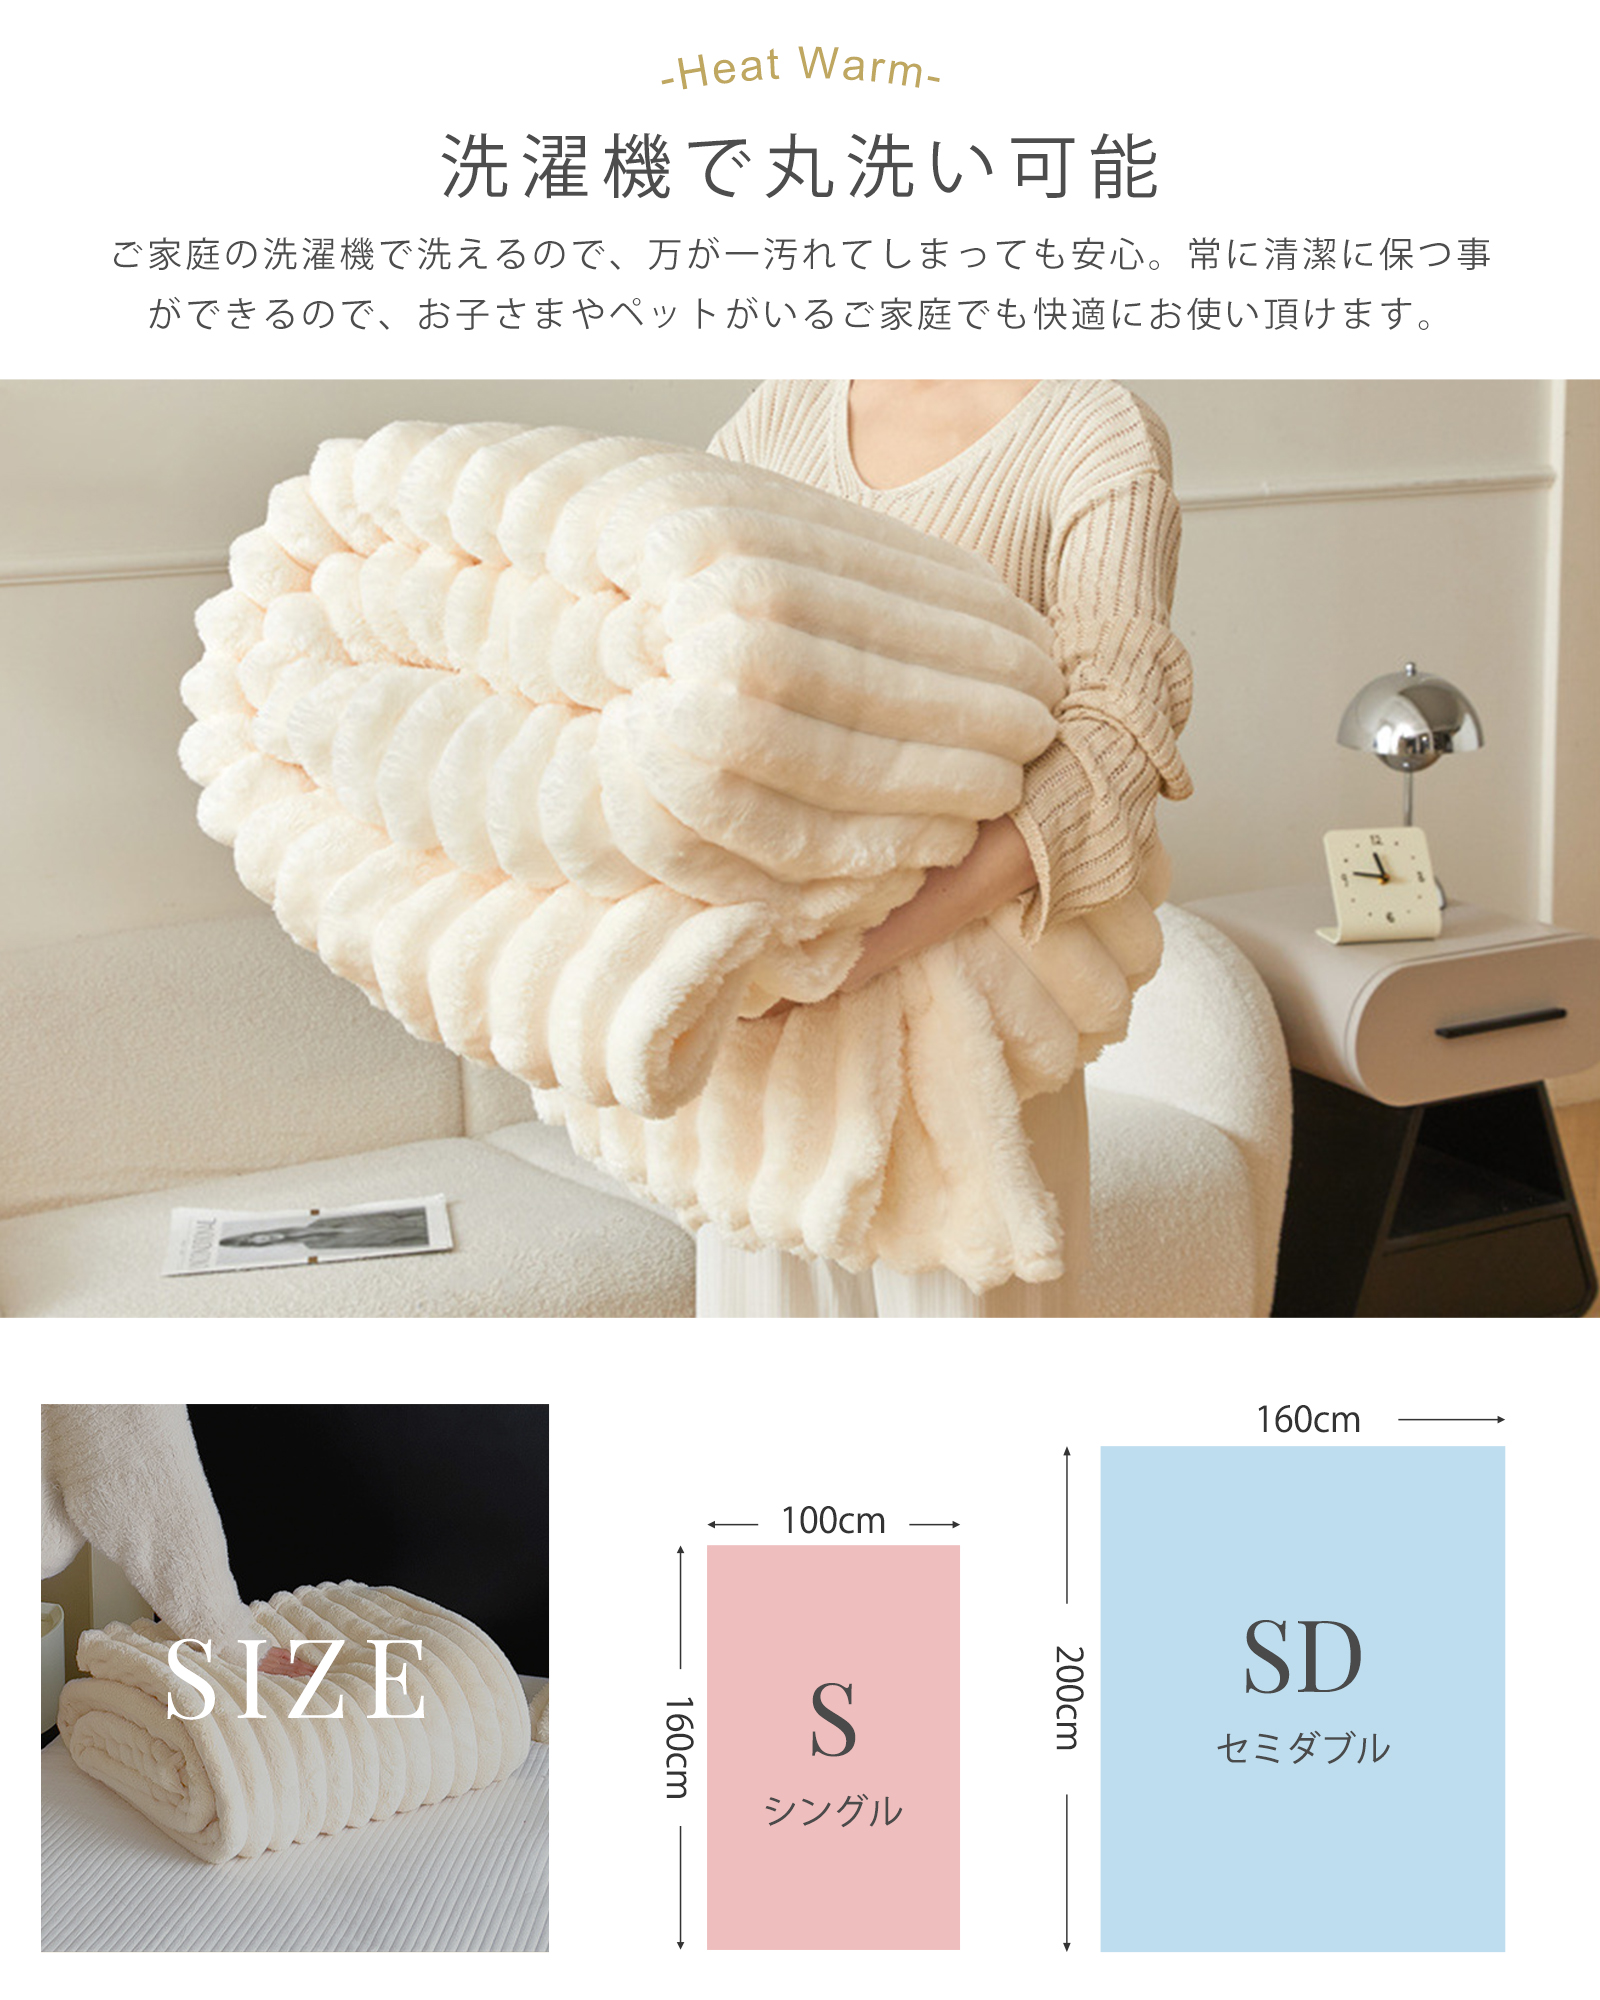 -Heat Warm-
洗濯機で丸洗い可能
ご家庭の洗濯機で洗えるので、万が一汚れてしまっても安心。常に清潔に保つ事
ができるので、お子さまやペットがいるご家庭でも快適にお使い頂けます。
12
9
6
SIZE
100cm
160cm
S
シングル
160cm
200cm
SD
セミダブル